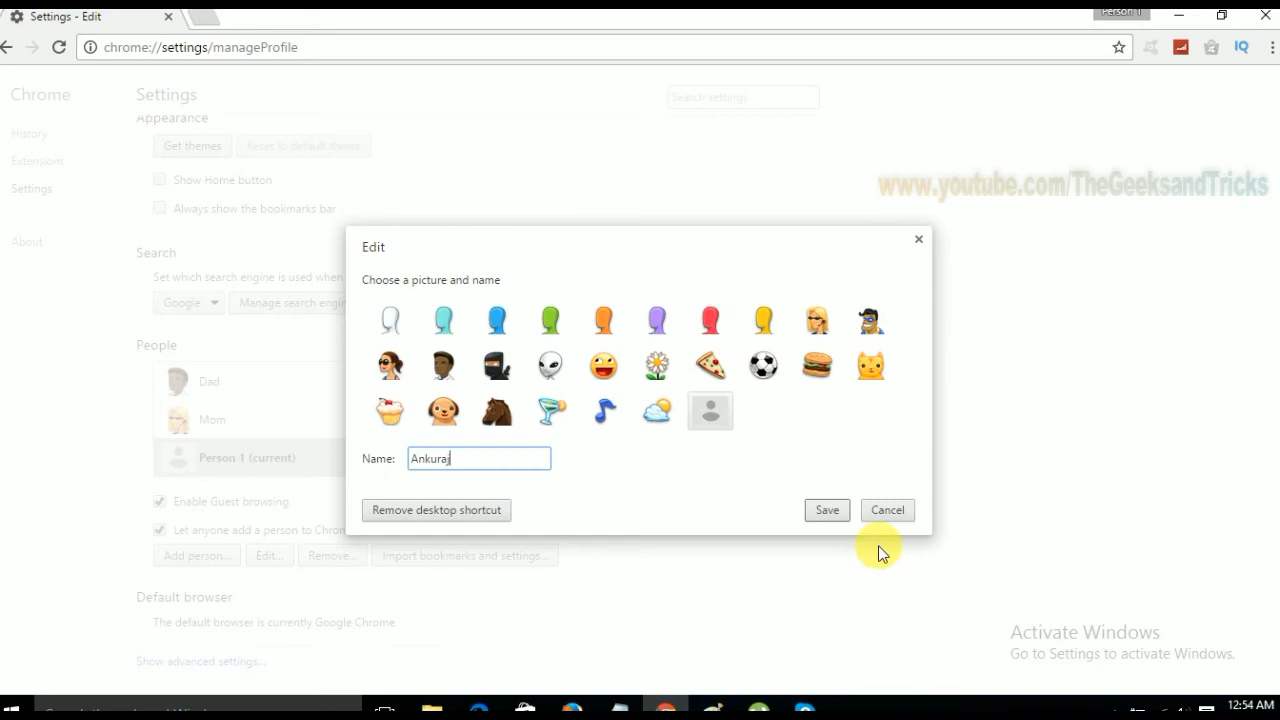 Settings - Edit
Person 1
chrome://settings/manageProfile
Chrome
Settings
Search settings
History
Extensions
Settings
About
Appearance
Get themes
Reset to default theme
Show Home button
Always show the bookmarks bar
www.youtube.com/TheGeeksandTricks
Search
Set which search engine is used when
Google
Manage search engin
People
Dad
Mom
Person 1 (current)
Enable Guest browsing
Let anyone add a person to Chro
Add person...
Edit...
Remove...
Import bookmarks and settings...
Default browser
The default browser is currently Google Chrome
Show advanced settings...
Edit
Choose a picture and name
Name:
Ankuraj
Remove desktop shortcut
Save
Cancel
Activate Windows
Go to Settings to activate Windows.
IQ
12:54 AM